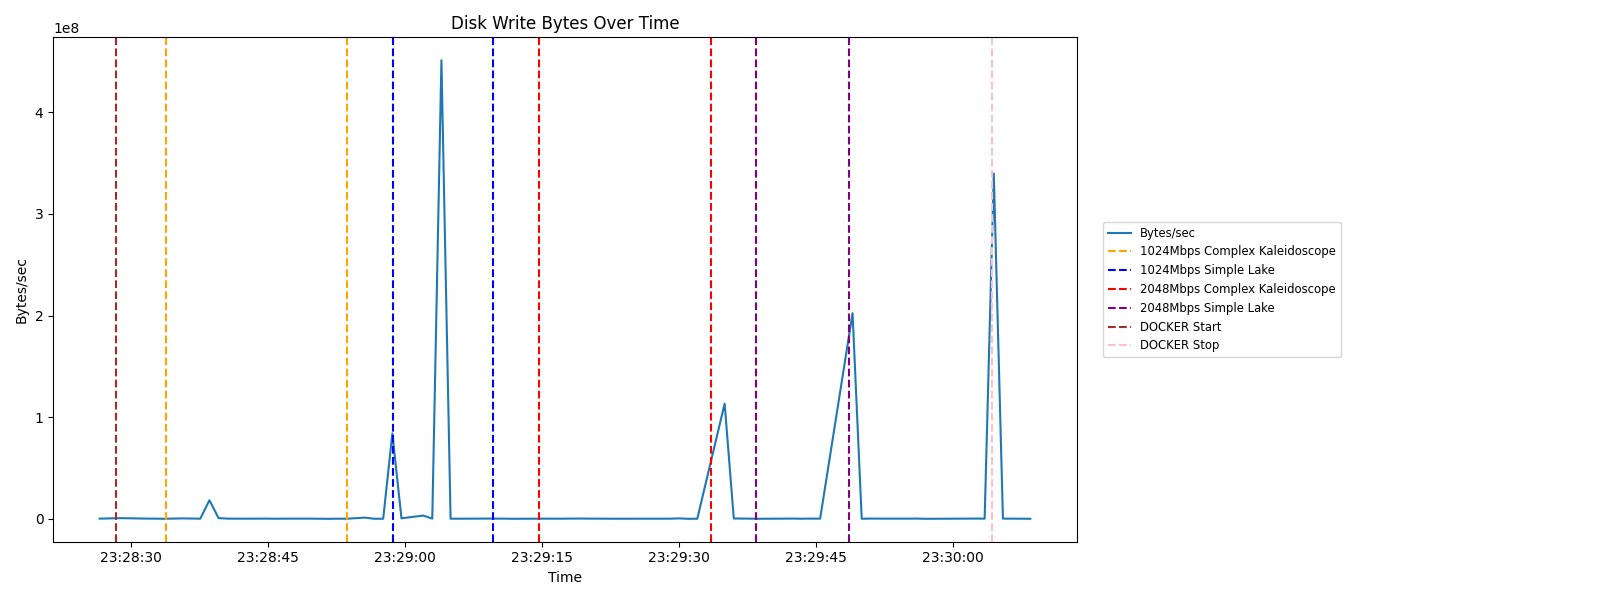 Disk Write Bytes Over Time
1e8
4
3
2
1
0
Bytes/sec
23:28:30 23:28:45 23:29:00 23:29:15 23:29:30 23:29:45 23:30:00
Time
Bytes/sec
1024Mbps Complex Kaleidoscope
1024Mbps Simple Lake
2048Mbps Complex Kaleidoscope
2048Mbps Simple Lake
DOCKER Start
DOCKER Stop